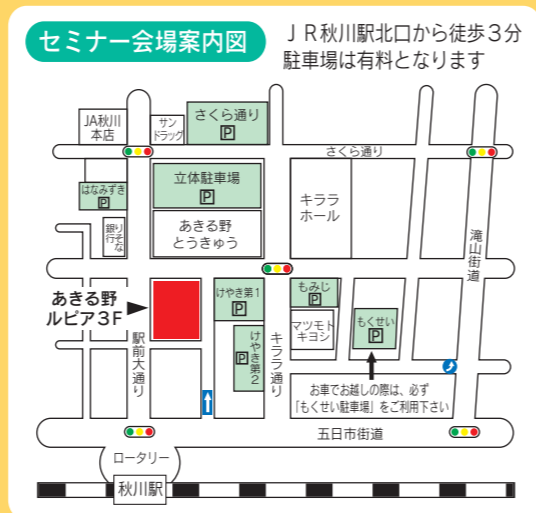 セミナー会場案内図
ＪＲ秋川駅北口から徒歩３分
駐車場は有料となります
JA秋川
本店
サン
ドラッグ
さくら通り
P
さくら通り
はなみずき
P
立体駐車場
P
キララ
ホール
りそな
銀行
あきる野
とうきゅう
滝山街道
あきる野
ルピア3F
駅前大通り
けやき第1
P
けやき第2
P
キララ通り
もみじ
P
マツモト
キヨシ
もくせい
P
お車でお越しの際は、必ず
「もくせい駐車場」をご利用下さい
五日市街道
ロータリー
秋川駅